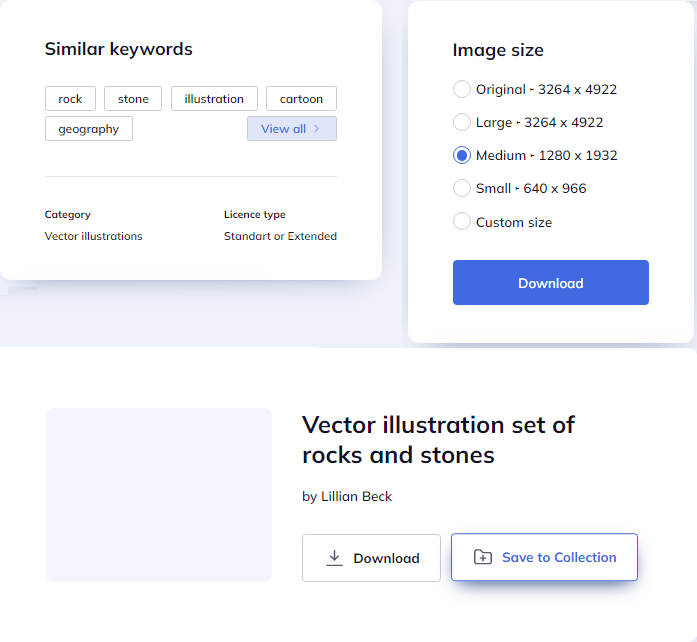 Similar keywords
rock stone illustration cartoon
geography View all
Category Licence type
Vector illustrations Standart or Extended
Image size
Original ‣ 3264 x 4922
Large ‣ 3264 x 4922
Medium ‣ 1280 x 1932
Small ‣ 640 x 966
Custom size
Download
Vector illustration set of
rocks and stones
by Lillian Beck
Download Save to Collection